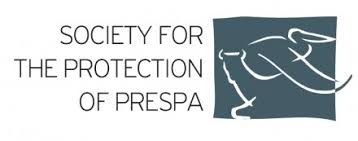 SOCIETY FOR
THE PROTECTION
OF PRESPA